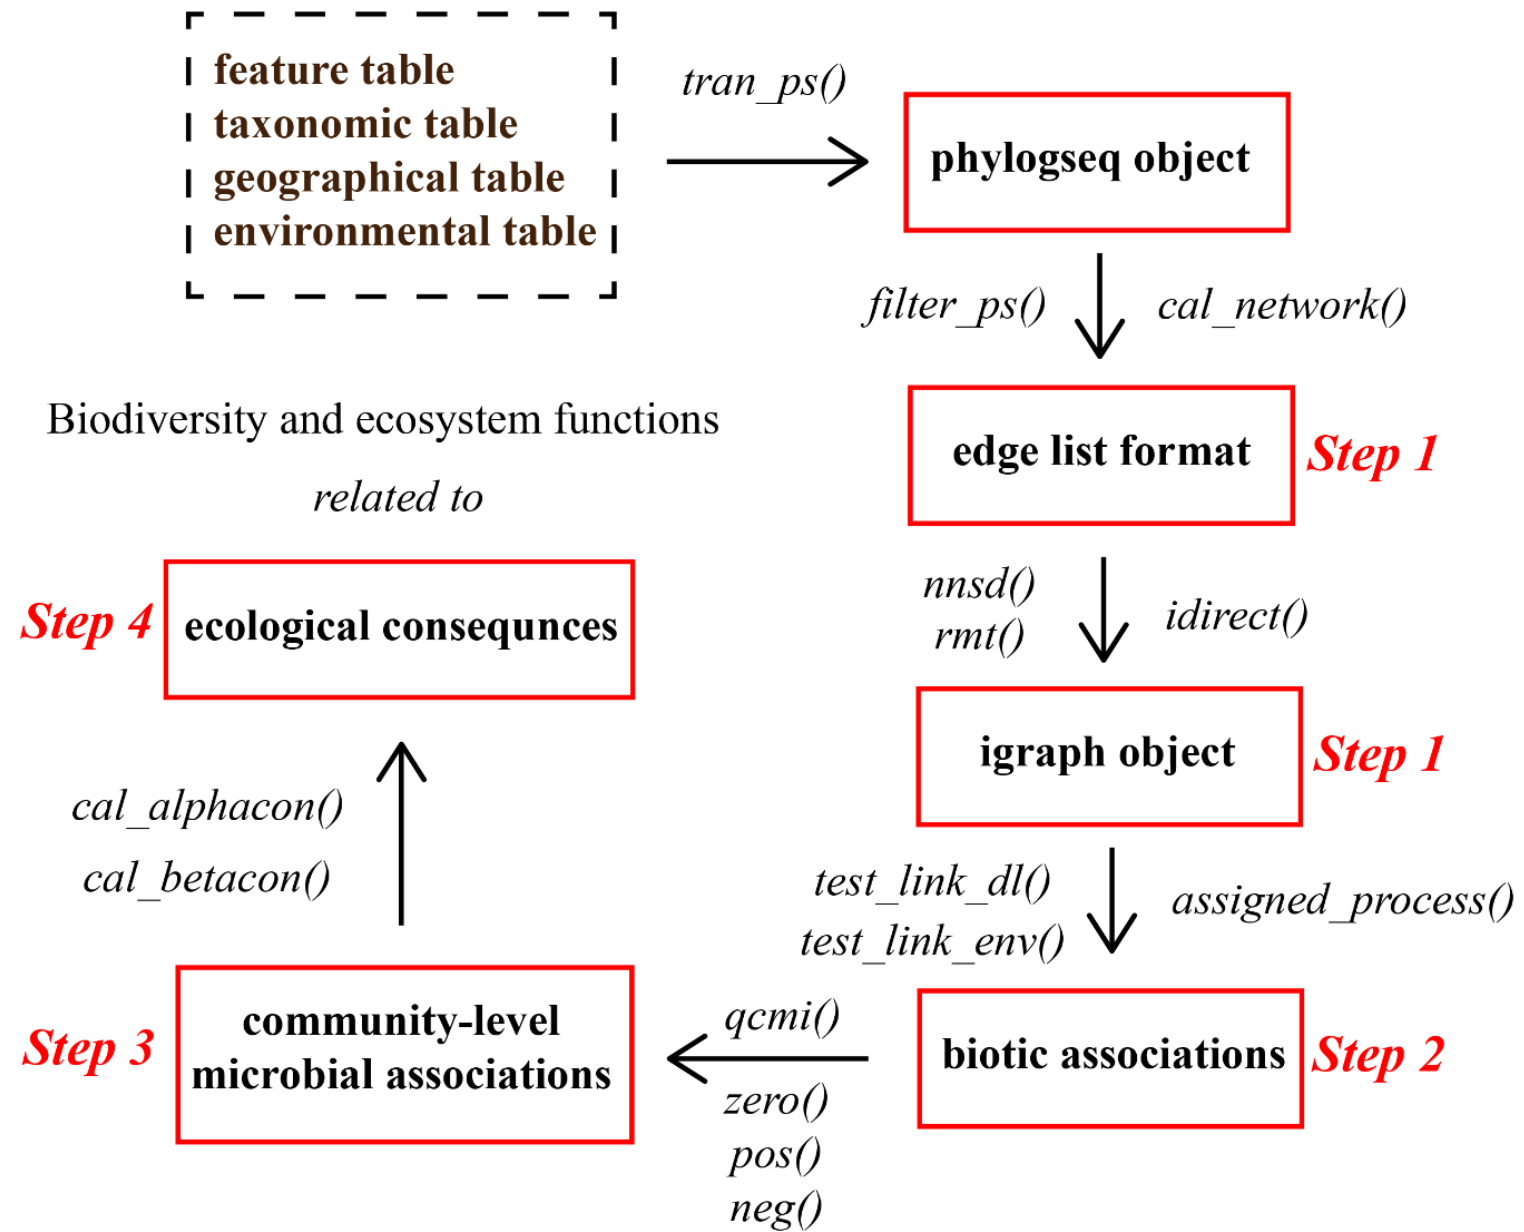 feature table
taxonomic table
geographical table
environmental table
tran_ps()
phylogseq object
filter_ps()
cal_network()
edge list format
Step 1
nnsd()
rmt()
idirect()
igraph object
Step 1
test_link_dl()
test_link_env()
assigned_process()
biotic associations
Step 2
qcmi()
zero()
pos()
neg()
community-level
microbial associations
Step 3
cal_alphacon()
cal_betacon()
ecological consequnces
Step 4
related to
Biodiversity and ecosystem functions